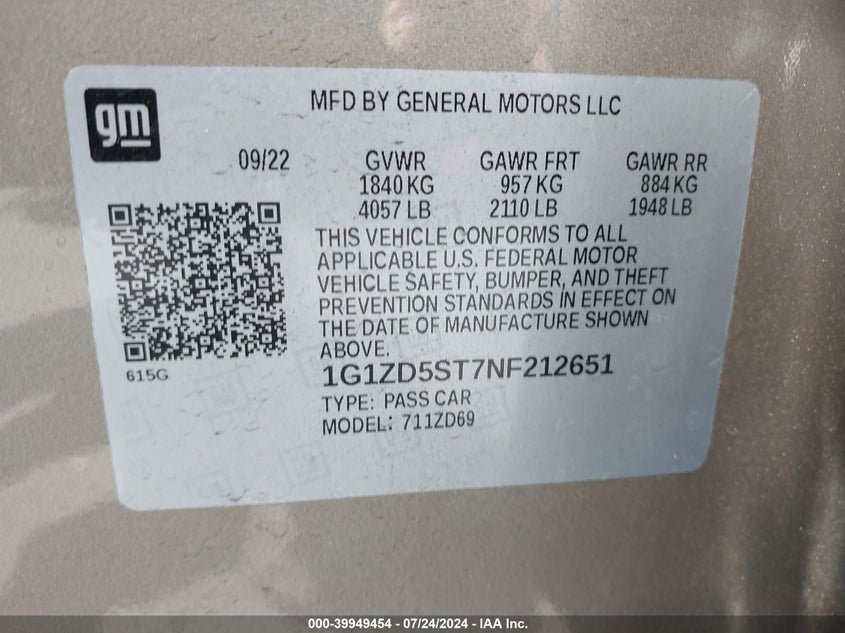 gm
MFD BY GENERAL MOTORS LLC
09/22 GVWR GAWR FRT GAWR RR
1840 KG 957 KG 884 KG
4057 LB 2110 LB 1948 LB
THIS VEHICLE CONFORMS TO ALL
APPLICABLE U.S. FEDERAL MOTOR
VEHICLE SAFETY, BUMPER, AND THEFT
PREVENTION STANDARDS IN EFFECT ON
THE DATE OF MANUFACTURE SHOWN
ABOVE.
615G
1G1ZD5ST7NF212651
TYPE: PASS CAR
MODEL: 711ZD69
000-39949454 / 07/24/2024 - IAA Inc.